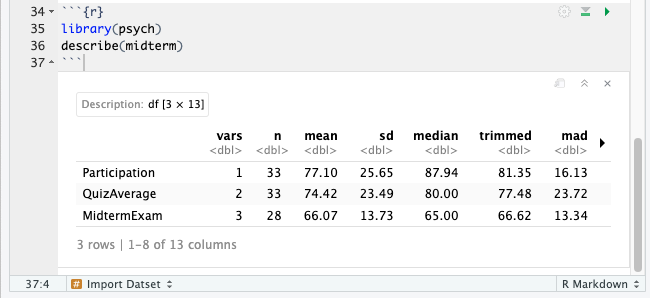 34 ```{r}
35 library(psych)
36 describe(midterm)
37 ```
Description: df [3 × 13]
vars n mean sd median trimmed mad
<dbl> <dbl> <dbl> <dbl> <dbl> <dbl> <dbl>
Participation 1 33 77.10 25.65 87.94 81.35 16.13
QuizAverage 2 33 74.42 23.49 80.00 77.48 23.72
MidtermExam 3 28 66.07 13.73 65.00 66.62 13.34
3 rows | 1-8 of 13 columns
37:4 # Import Datset R Markdown